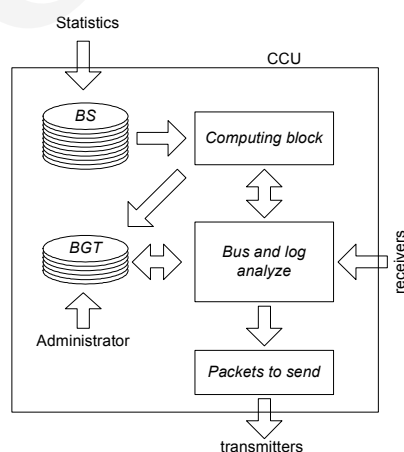 Statistics
CCU
BS
Computing block
BGT
Bus and log
analyze
receivers
Administrator
Packets to send
transmitters